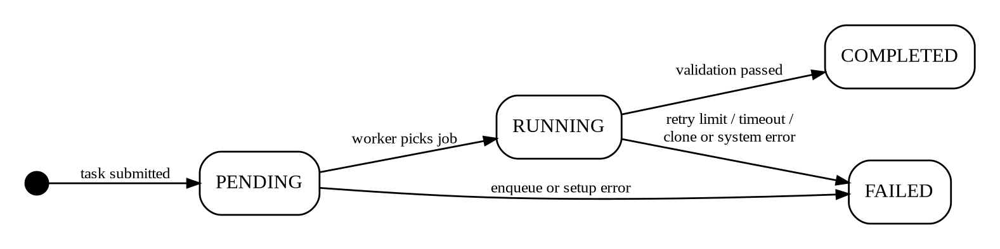 task submitted
PENDING
worker picks job
RUNNING
validation passed
COMPLETED
retry limit / timeout /
clone or system error
enqueue or setup error
FAILED